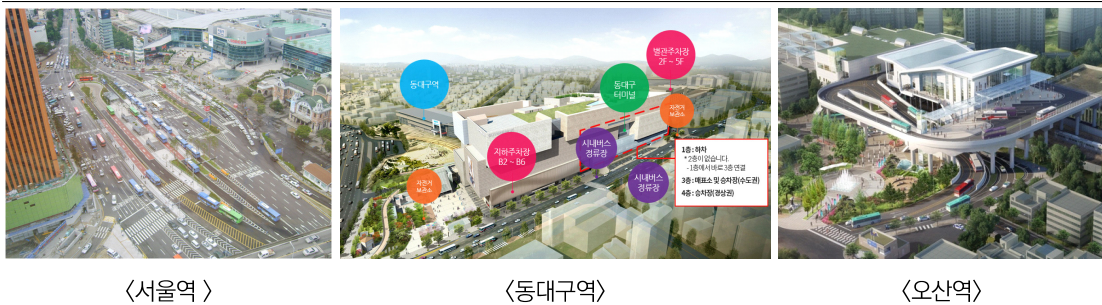 동대구역
별관주차장
2F ~ 5F
동대구
터미널
자전거
보관소
지하주차장
B2 ~ B6
시내버스
정류장
1층 : 하차
* 2층이 없습니다.
- 1층에서 바로 3층 연결
3층 : 매표소 및 승차장(수도권)
4층 : 승차장(경상권)
자전거
보관소
시내버스
정류장
〈서울역 〉
〈동대구역〉
〈오산역〉